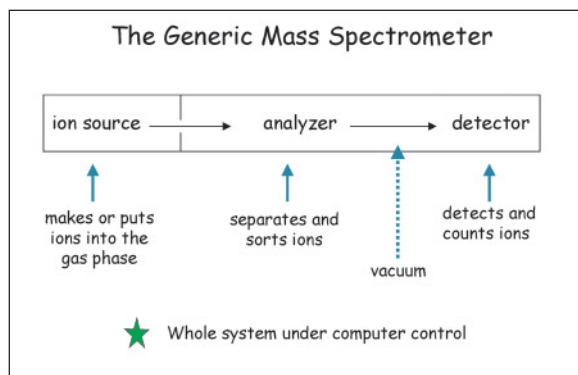 The Generic Mass Spectrometer
ion source
analyzer
detector
makes or puts
ions into the
gas phase
separates and
sorts ions
vacuum
detects and
counts ions
Whole system under computer control